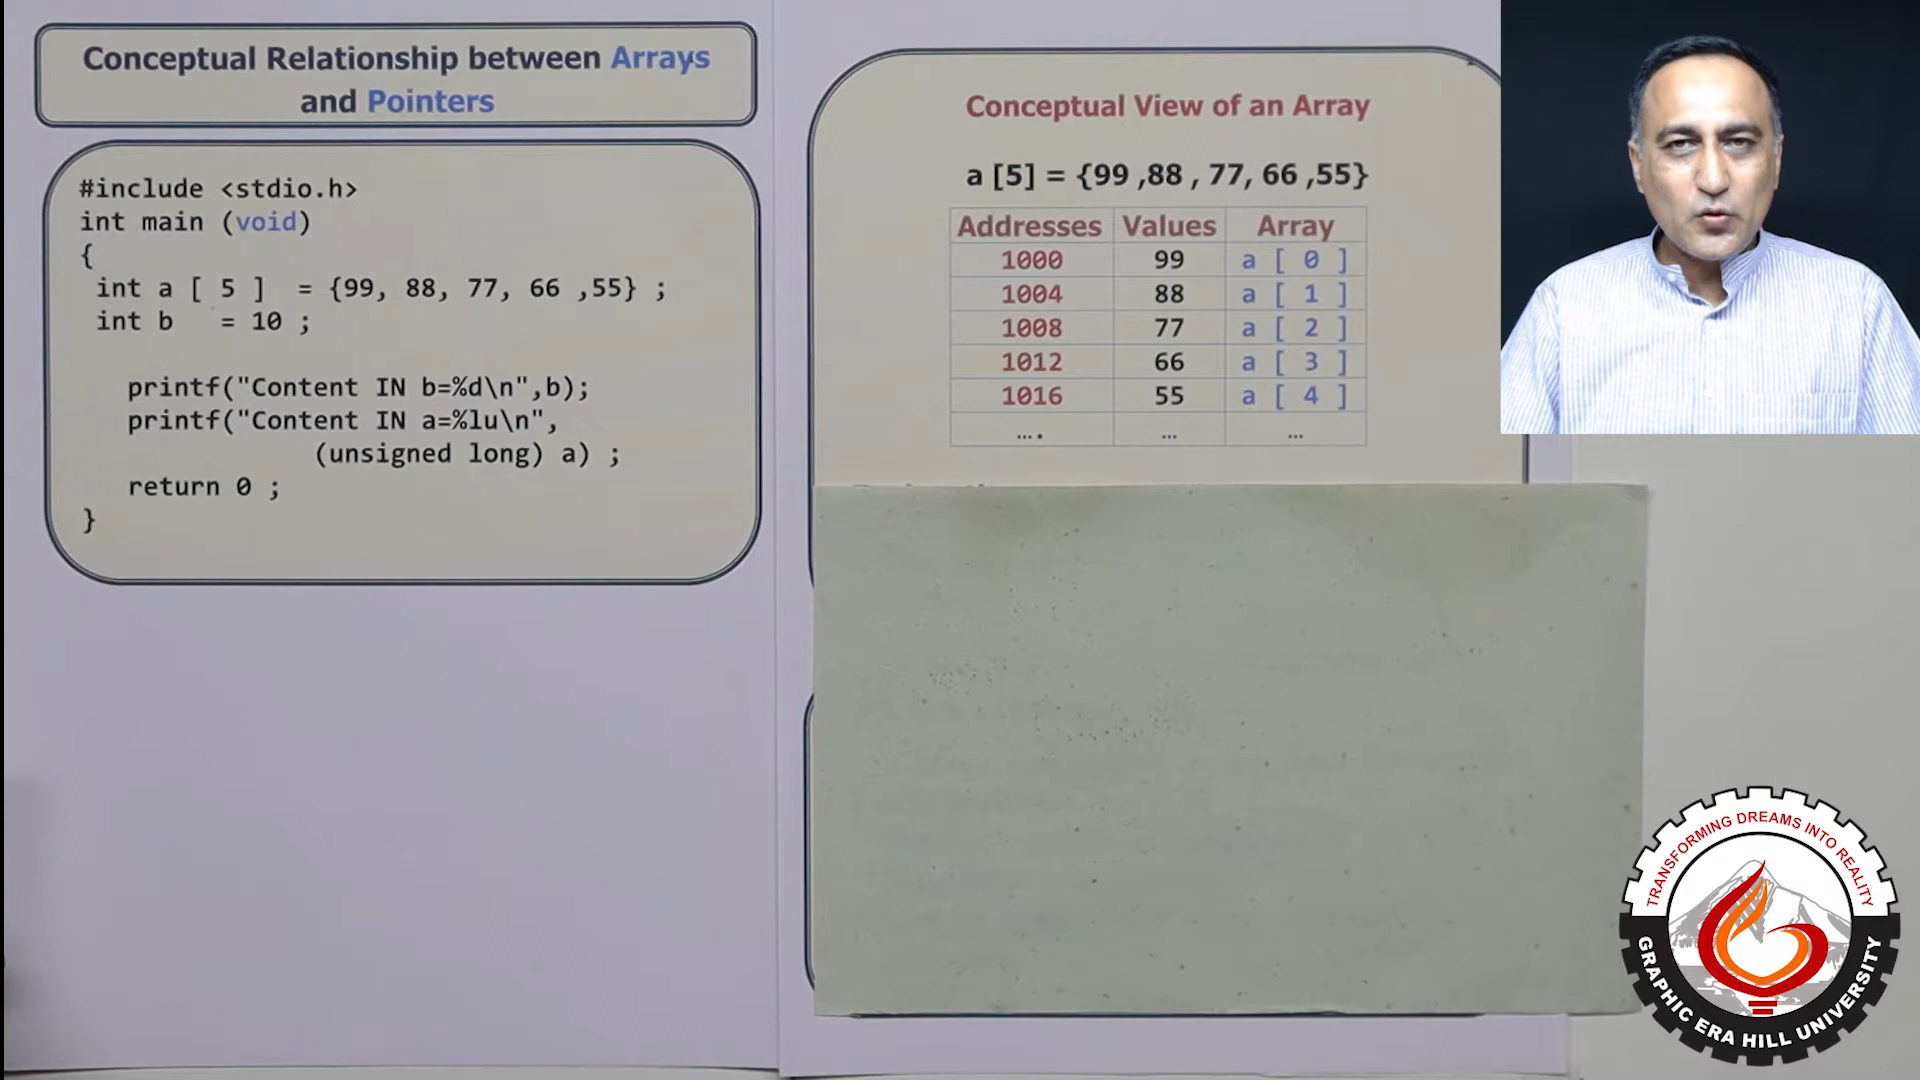 Conceptual Relationship between Arrays
and Pointers
#include <stdio.h>
int main (void)
{
int a [ 5 ] = {99, 88, 77, 66 ,55} ;
int b = 10 ;
printf("Content IN b=%d\n",b);
printf("Content IN a=%lu\n",
(unsigned long) a) ;
return 0 ;
}
Conceptual View of an Array
a [5] = {99 ,88 , 77, 66 ,55}
Addresses Values Array
1000 99 a [ 0 ]
1004 88 a [ 1 ]
1008 77 a [ 2 ]
1012 66 a [ 3 ]
1016 55 a [ 4 ]
.... ... ...
TRANSFORMING DREAMS INTO REALITY
GRAPHIC ERA HILL UNIVERSITY